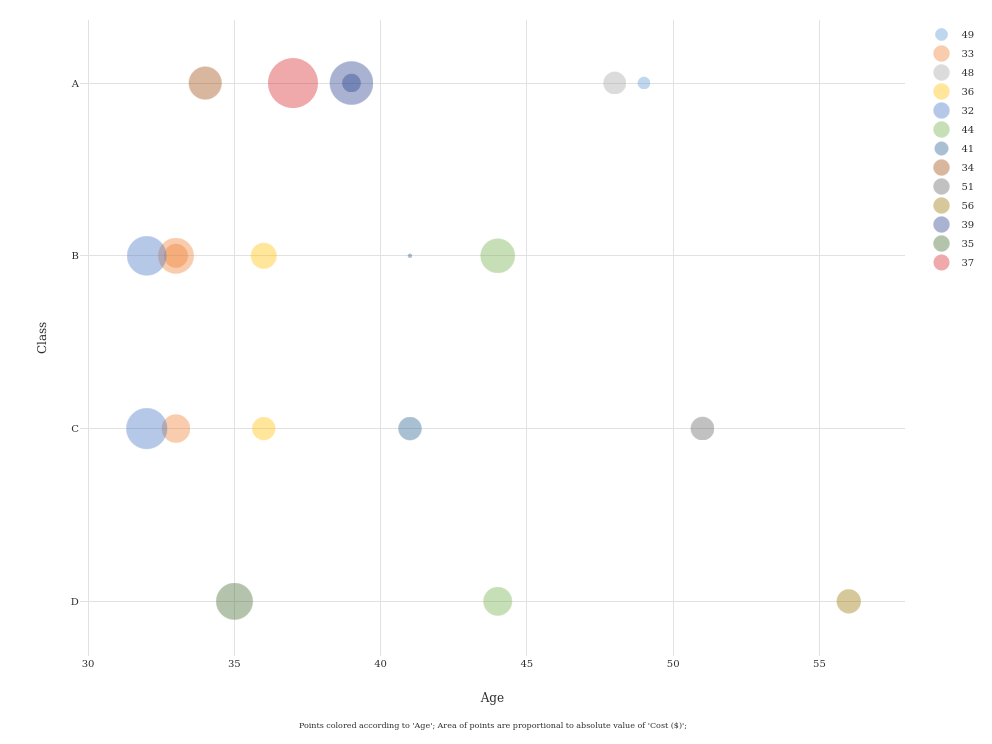 A
B
C
D
Class
30 35 40 45 50 55
Age
Points colored according to 'Age'; Area of points are proportional to absolute value of 'Cost ($)';
49
33
48
36
32
44
41
34
51
56
39
35
37